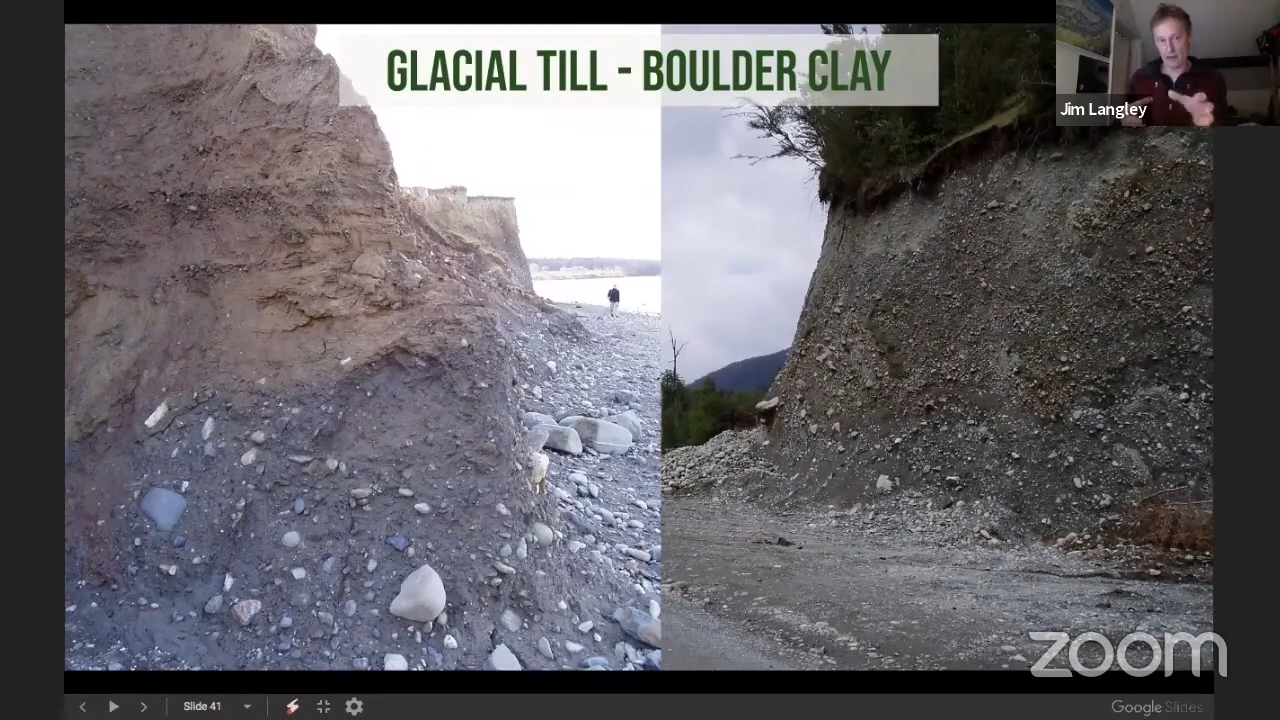 GLACIAL TILL - BOULDER CLAY
Jim Langley
zoom
Slide 41
Google Slides